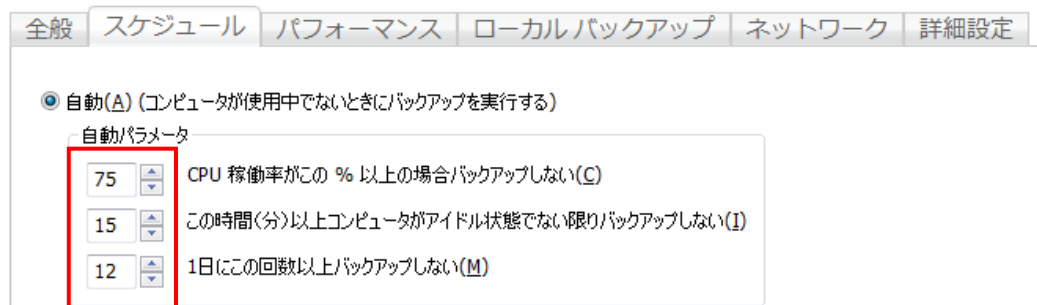 全般 スケジュール パフォーマンス ローカル バックアップ ネットワーク 詳細設定
自動(A) (コンピュータが使用中でないときにバックアップを実行する)
自動パラメータ
75 CPU 稼働率がこの % 以上の場合バックアップしない(C)
15 この時間(分)以上コンピュータがアイドル状態でない限りバックアップしない(I)
12 1日にこの回数以上バックアップしない(M)